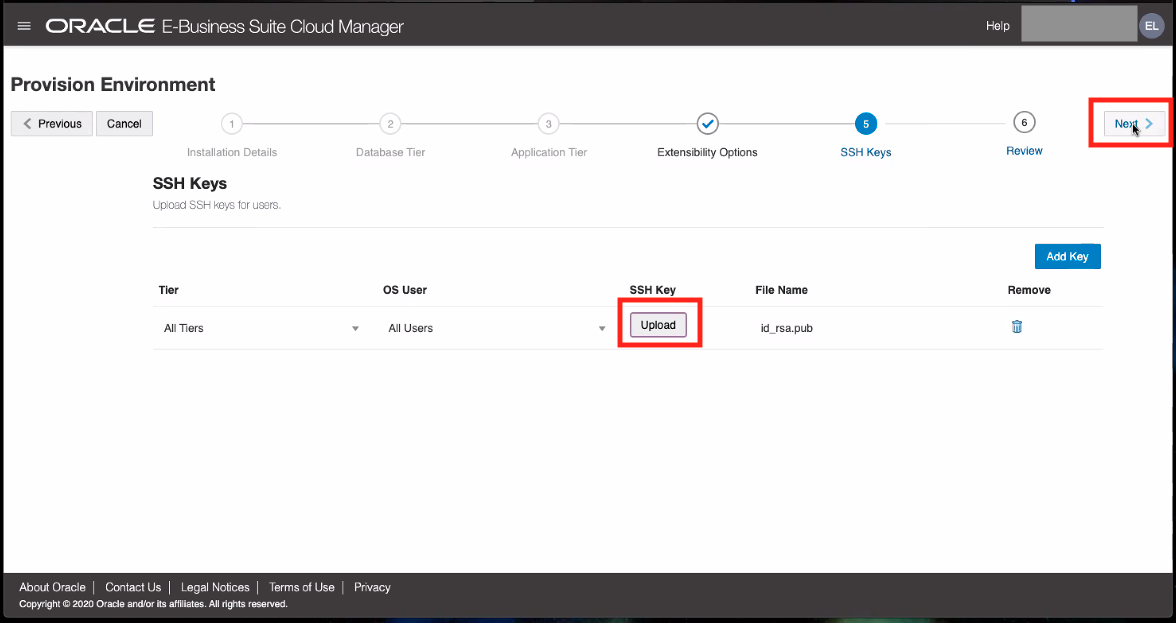 ORACLE E-Business Suite Cloud Manager
Help
EL
Provision Environment
Previous
Cancel
1
2
3
5
6
Next
Installation Details
Database Tier
Application Tier
Extensibility Options
SSH Keys
Review
SSH Keys
Upload SSH keys for users.
Add Key
Tier
OS User
SSH Key
File Name
Remove
All Tiers
All Users
Upload
id_rsa.pub
About Oracle | Contact Us | Legal Notices | Terms of Use | Privacy
Copyright © 2020 Oracle and/or its affiliates. All rights reserved.